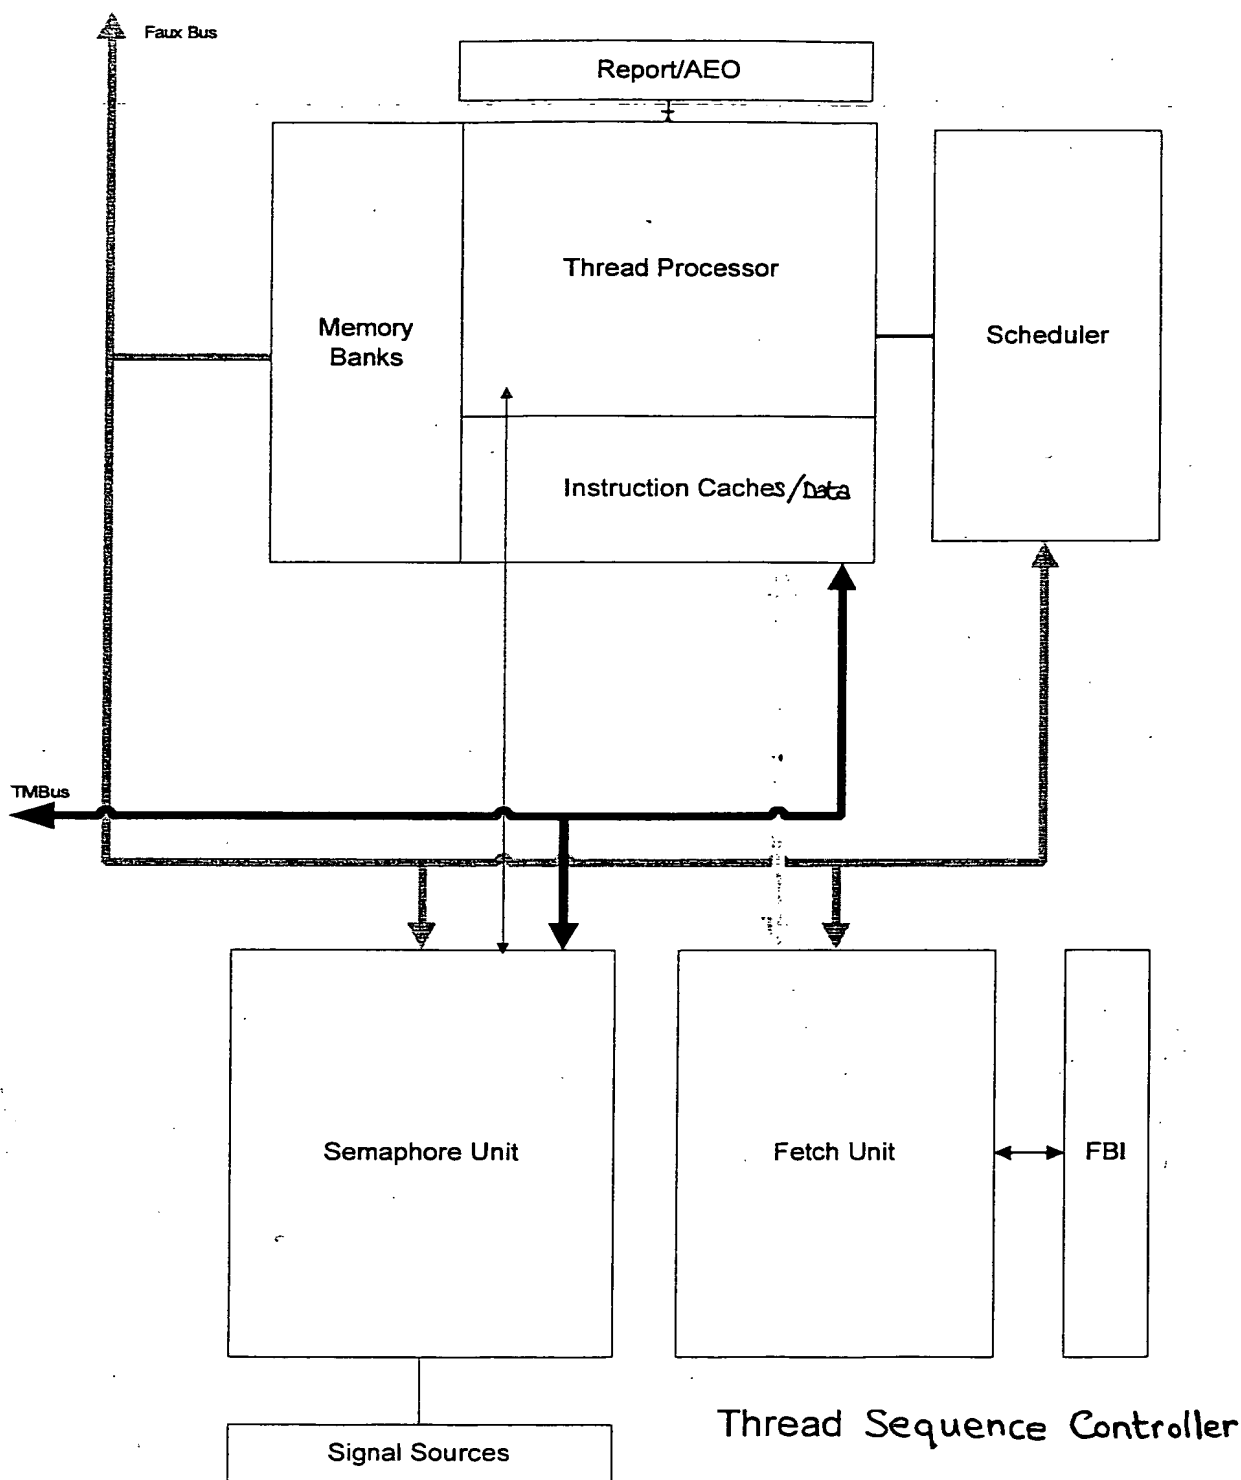 Faux Bus
Report/AEO
Thread Processor
Memory
Banks
Scheduler
Instruction Caches/Data
TMBus
Semaphore Unit
Fetch Unit
FBI
Thread Sequence Controller
Signal Sources